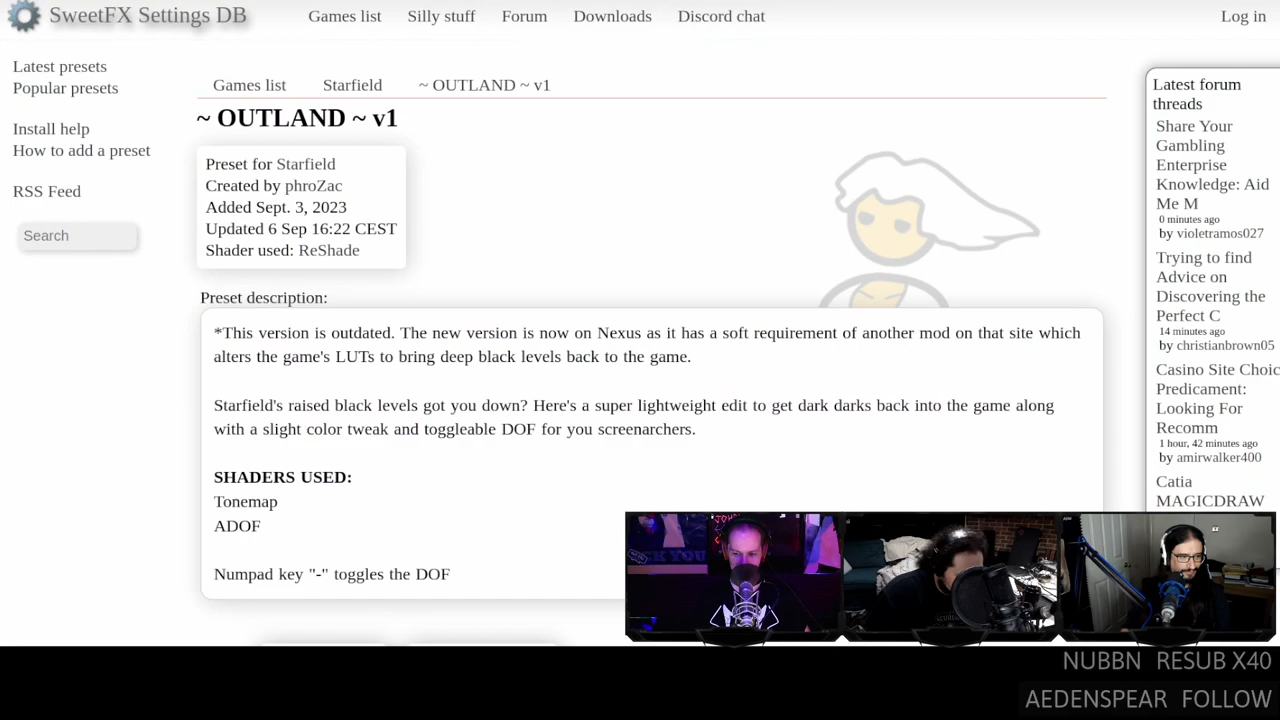 SweetFX Settings DB
Games list
Silly stuff
Forum
Downloads
Discord chat
Log in
Latest presets
Popular presets
Install help
How to add a preset
RSS Feed
Search
Games list
Starfield
~ OUTLAND ~ v1
~ OUTLAND ~ v1
Preset for Starfield
Created by phroZac
Added Sept. 3, 2023
Updated 6 Sep 16:22 CEST
Shader used: ReShade
Preset description:
*This version is outdated. The new version is now on Nexus as it has a soft requirement of another mod on that site which
alters the game's LUTs to bring deep black levels back to the game.
Starfield's raised black levels got you down? Here's a super lightweight edit to get dark darks back into the game along
with a slight color tweak and toggleable DOF for you screenarchers.
SHADERS USED:
Tonemap
ADOF
Numpad key "-" toggles the DOF
Latest forum
threads
Share Your
Gambling
Enterprise
Knowledge: Aid
Me M
0 minutes ago
by violetramos027
Trying to find
Advice on
Discovering the
Perfect C
14 minutes ago
by christianbrown05
Casino Site Choic
Predicament:
Looking For
Recomm
1 hour, 42 minutes ago
by amirwalker400
Catia
MAGICDRAW
NUBBN RESUB X40
AEDENSPEAR FOLLOW